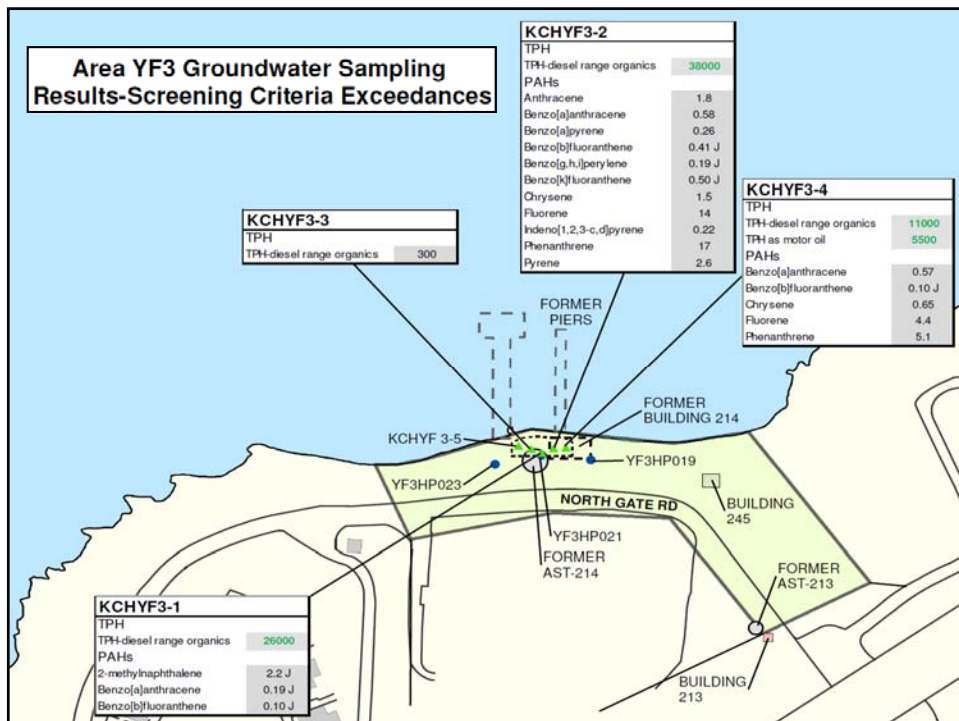 Area YF3 Groundwater Sampling
Results-Screening Criteria Exceedances
KCHYF3-2
TPH
TPH-diesel range organics 38000
PAHs
Anthracene 1.8
Benzo[a]anthracene 0.58
Benzo[a]pyrene 0.26
Benzo[b]fluoranthene 0.41 J
Benzo[g,h,i]perylene 0.19 J
Benzo[k]fluoranthene 0.50 J
Chrysene 1.5
Fluorene 14
Indeno[1,2,3-c,d]pyrene 0.22
Phenanthrene 17
Pyrene 2.6
KCHYF3-4
TPH
TPH-diesel range organics 11000
TPH as motor oil 5500
PAHs
Benzo[a]anthracene 0.57
Benzo[b]fluoranthene 0.10 J
Chrysene 0.65
Fluorene 4.4
Phenanthrene 5.1
KCHYF3-3
TPH
TPH-diesel range organics 300
FORMER
PIERS
FORMER
BUILDING 214
KCHYF 3-5
YF3HP019
YF3HP023
NORTH GATE RD
BUILDING
245
YF3HP021
FORMER
AST-214
FORMER
AST-213
KCHYF3-1
TPH
TPH-diesel range organics 26000
PAHs
2-methylnaphthalene 2.2 J
Benzo[a]anthracene 0.19 J
Benzo[b]fluoranthene 0.10 J
BUILDING
213